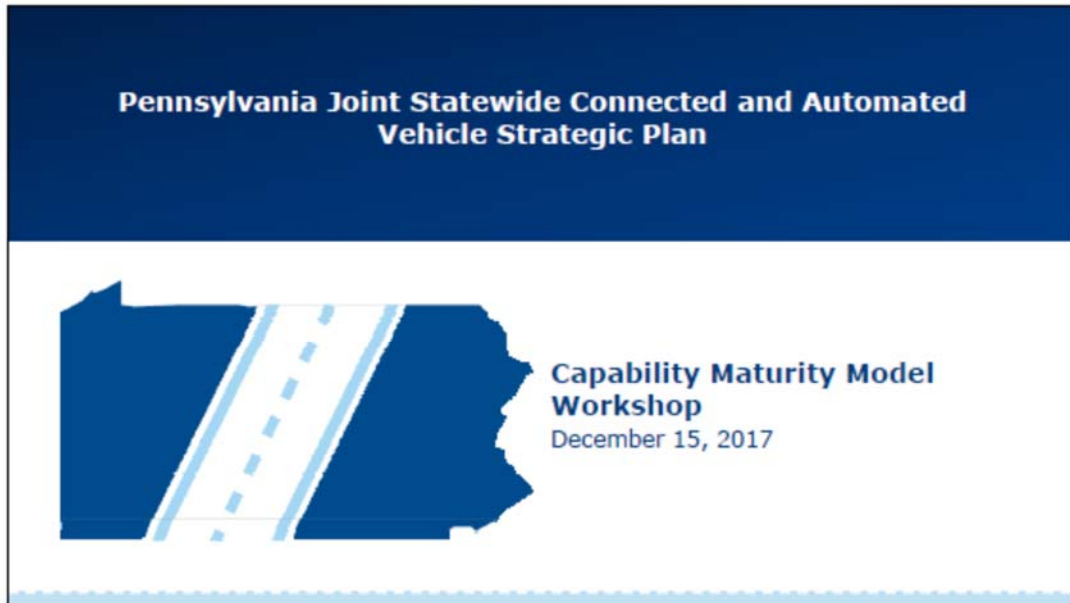 Pennsylvania Joint Statewide Connected and Automated
Vehicle Strategic Plan
Capability Maturity Model
Workshop
December 15, 2017